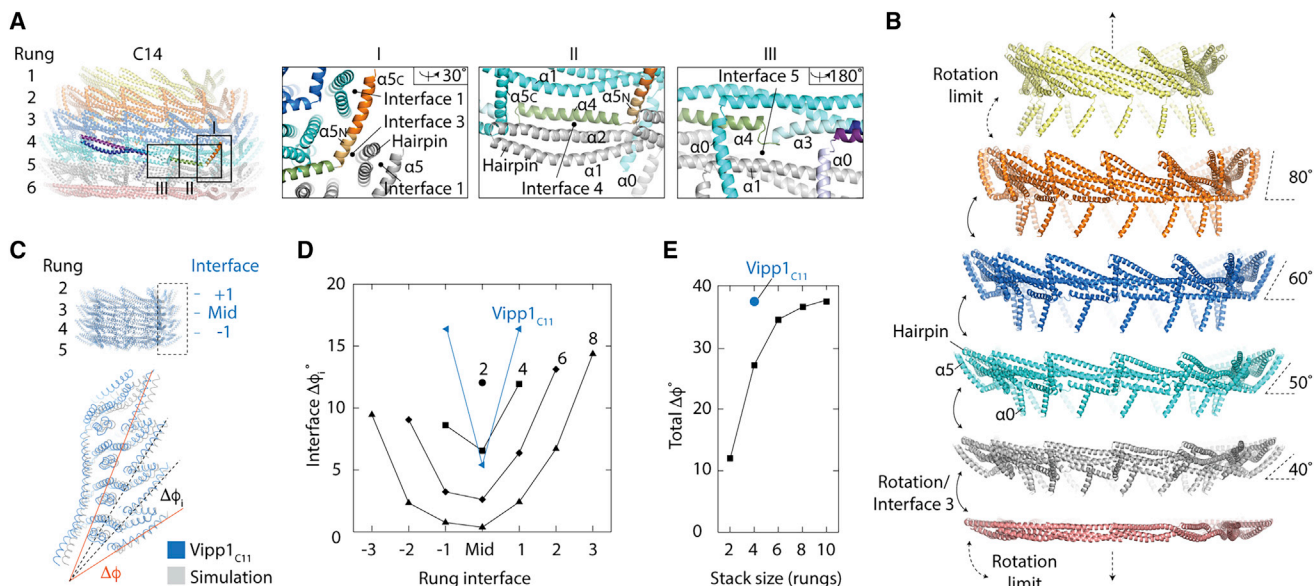 A
Rung
C14
1
2
3
4
5
6
I
III
II
I
30°
α5C
Interface 1
α5N
Interface 3
Hairpin
α5
Interface 1
II
α1
α5C
α4
α5N
α2
Hairpin
α1
Interface 4
α0
III
Interface 5
180°
α0
α4
α3
α0
α1
B
Rotation
limit
80°
60°
Hairpin
α5
α0
50°
Rotation/
Interface 3
40°
Rotation
limit
C
Rung
Interface
2
3
4
5
+1
Mid
-1
Δϕi
Δϕ
Vipp1C11
Simulation
D
Interface Δϕi°
20
15
10
5
0
Vipp1C11
2
4
6
8
-3 -2 -1 Mid 1 2 3
Rung interface
E
Vipp1C11
Total Δϕ°
40
30
20
10
0
2 4 6 8 10
Stack size (rungs)